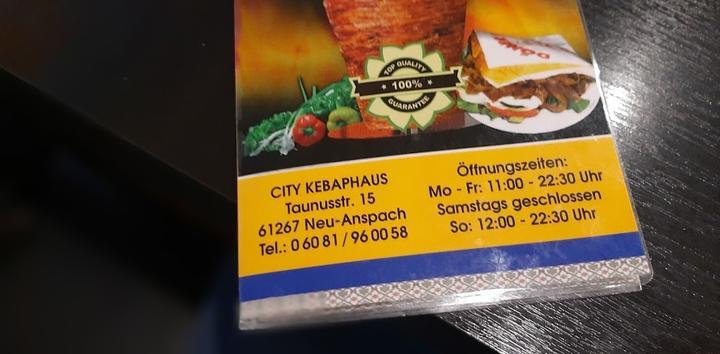 TOP QUALITY
100%
GUARANTEE
CITY KEBAPHAUS
Taunusstr. 15
61267 Neu-Anspach
Tel.: 0 60 81 / 96 00 58
Öffnungszeiten:
Mo - Fr: 11:00 - 22:30 Uhr
Samstags geschlossen
So: 12:00 - 22:30 Uhr